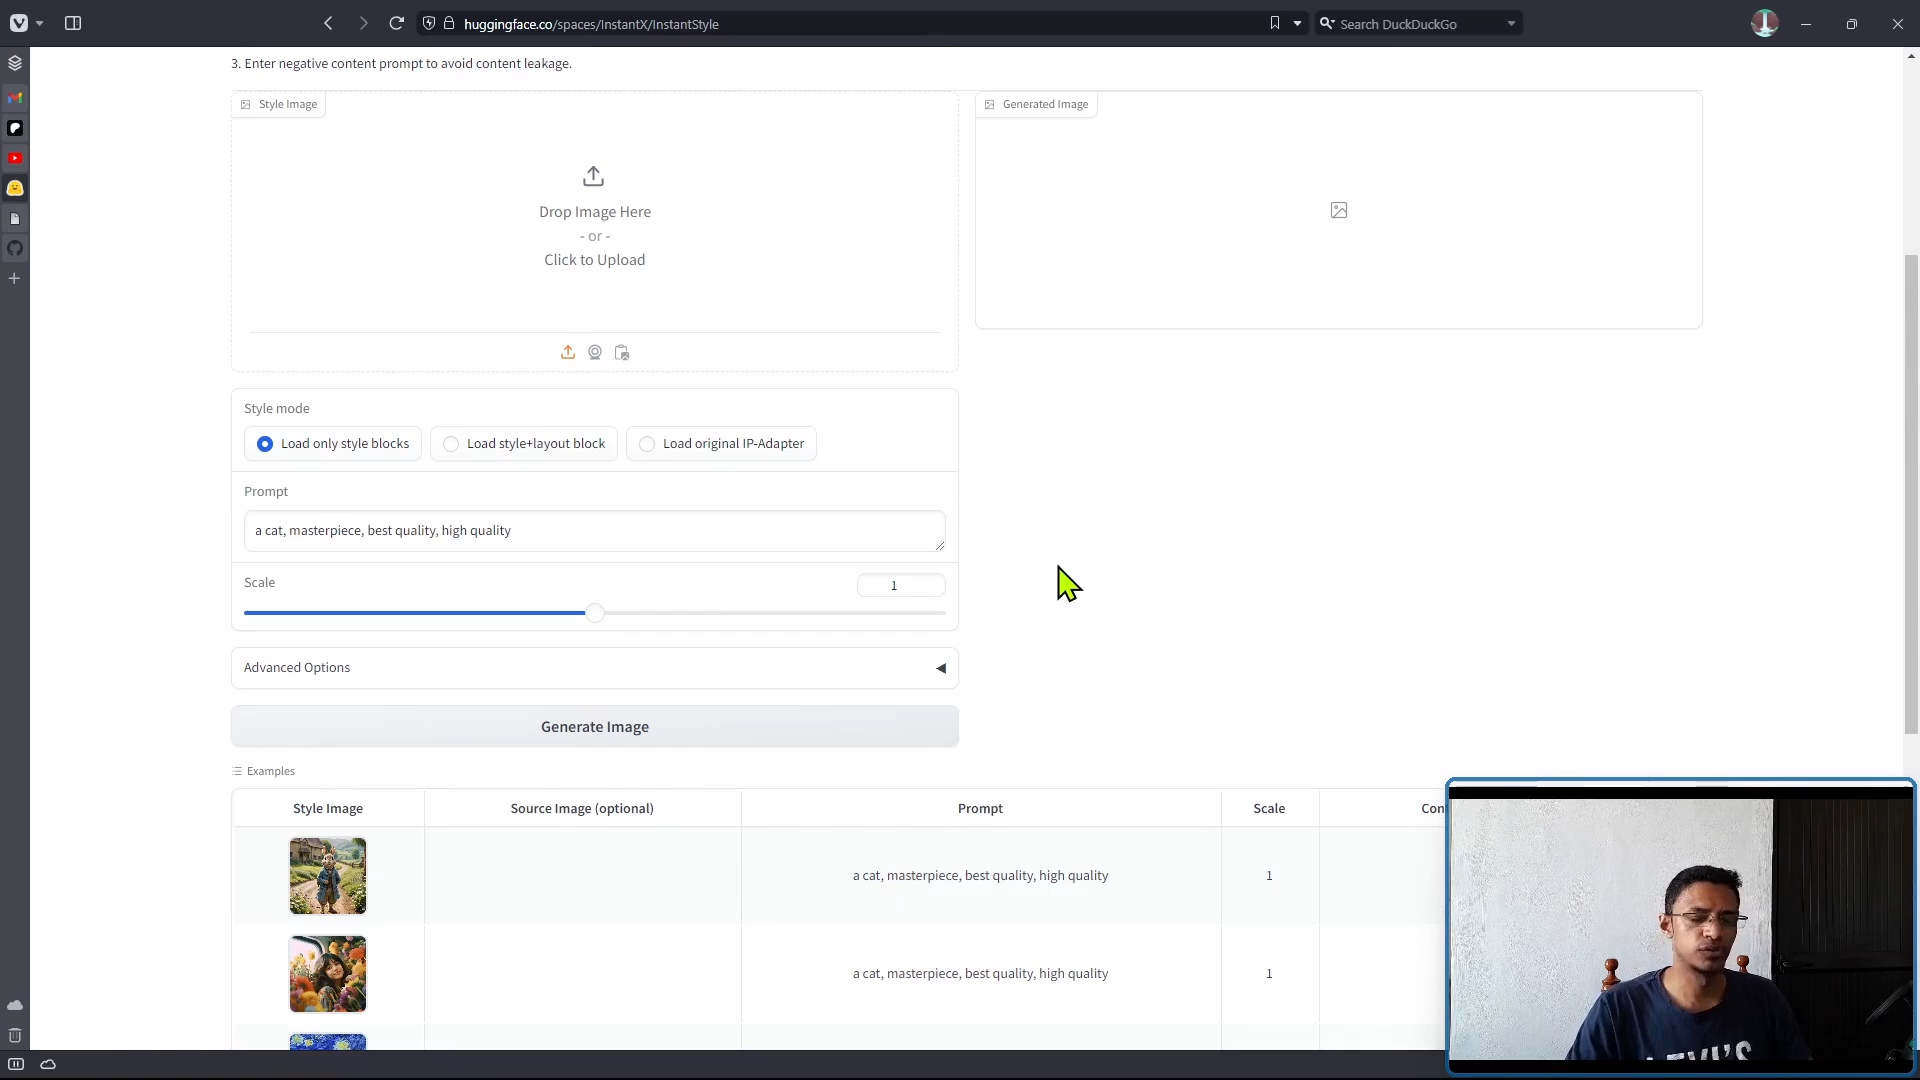 huggingface.co/spaces/InstantX/InstantStyle
Search DuckDuckGo
3. Enter negative content prompt to avoid content leakage.
Style Image
Generated Image
Drop Image Here
- or -
Click to Upload
Style mode
Load only style blocks
Load style+layout block
Load original IP-Adapter
Prompt
a cat, masterpiece, best quality, high quality
Scale
1
Advanced Options
Generate Image
Examples
Style Image
Source Image (optional)
Prompt
Scale
Con
a cat, masterpiece, best quality, high quality
1
a cat, masterpiece, best quality, high quality
1